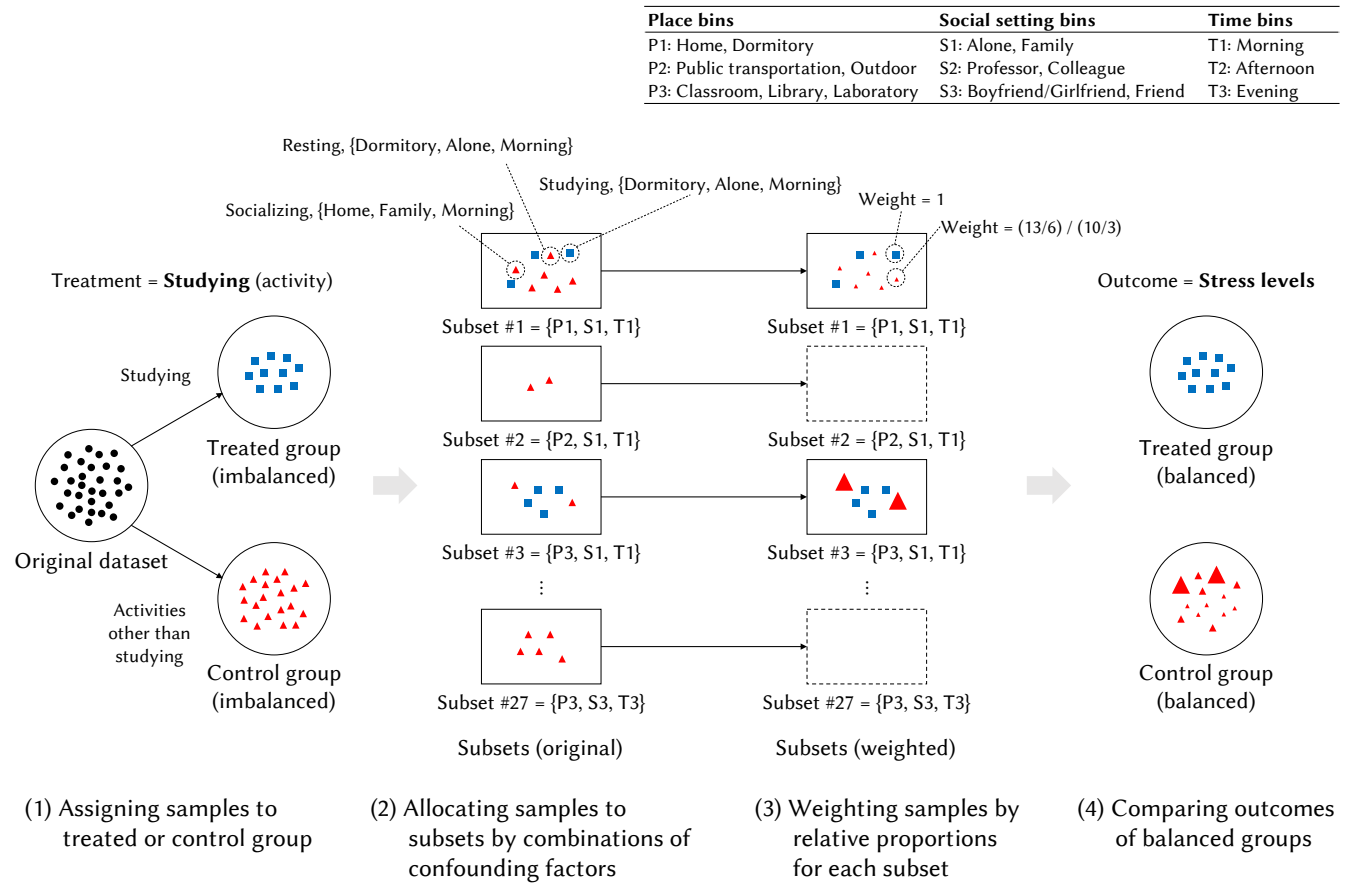 Place bins Social setting bins Time bins
P1: Home, Dormitory S1: Alone, Family T1: Morning
P2: Public transportation, Outdoor S2: Professor, Colleague T2: Afternoon
P3: Classroom, Library, Laboratory S3: Boyfriend/Girlfriend, Friend T3: Evening
Resting, {Dormitory, Alone, Morning}
Studying, {Dormitory, Alone, Morning}
Socializing, {Home, Family, Morning}
Weight = 1
Weight = (13/6) / (10/3)
Treatment = Studying (activity)
Studying
Treated group
(imbalanced)
Original dataset
Activities
other than
studying
Control group
(imbalanced)
Subset #1 = {P1, S1, T1}
Subset #2 = {P2, S1, T1}
Subset #3 = {P3, S1, T1}
⋮
Subset #27 = {P3, S3, T3}
Subsets (original)
Subset #1 = {P1, S1, T1}
Subset #2 = {P2, S1, T1}
Subset #3 = {P3, S1, T1}
⋮
Subset #27 = {P3, S3, T3}
Subsets (weighted)
Outcome = Stress levels
Treated group
(balanced)
Control group
(balanced)
(1) Assigning samples to
treated or control group
(2) Allocating samples to
subsets by combinations of
confounding factors
(3) Weighting samples by
relative proportions
for each subset
(4) Comparing outcomes
of balanced groups